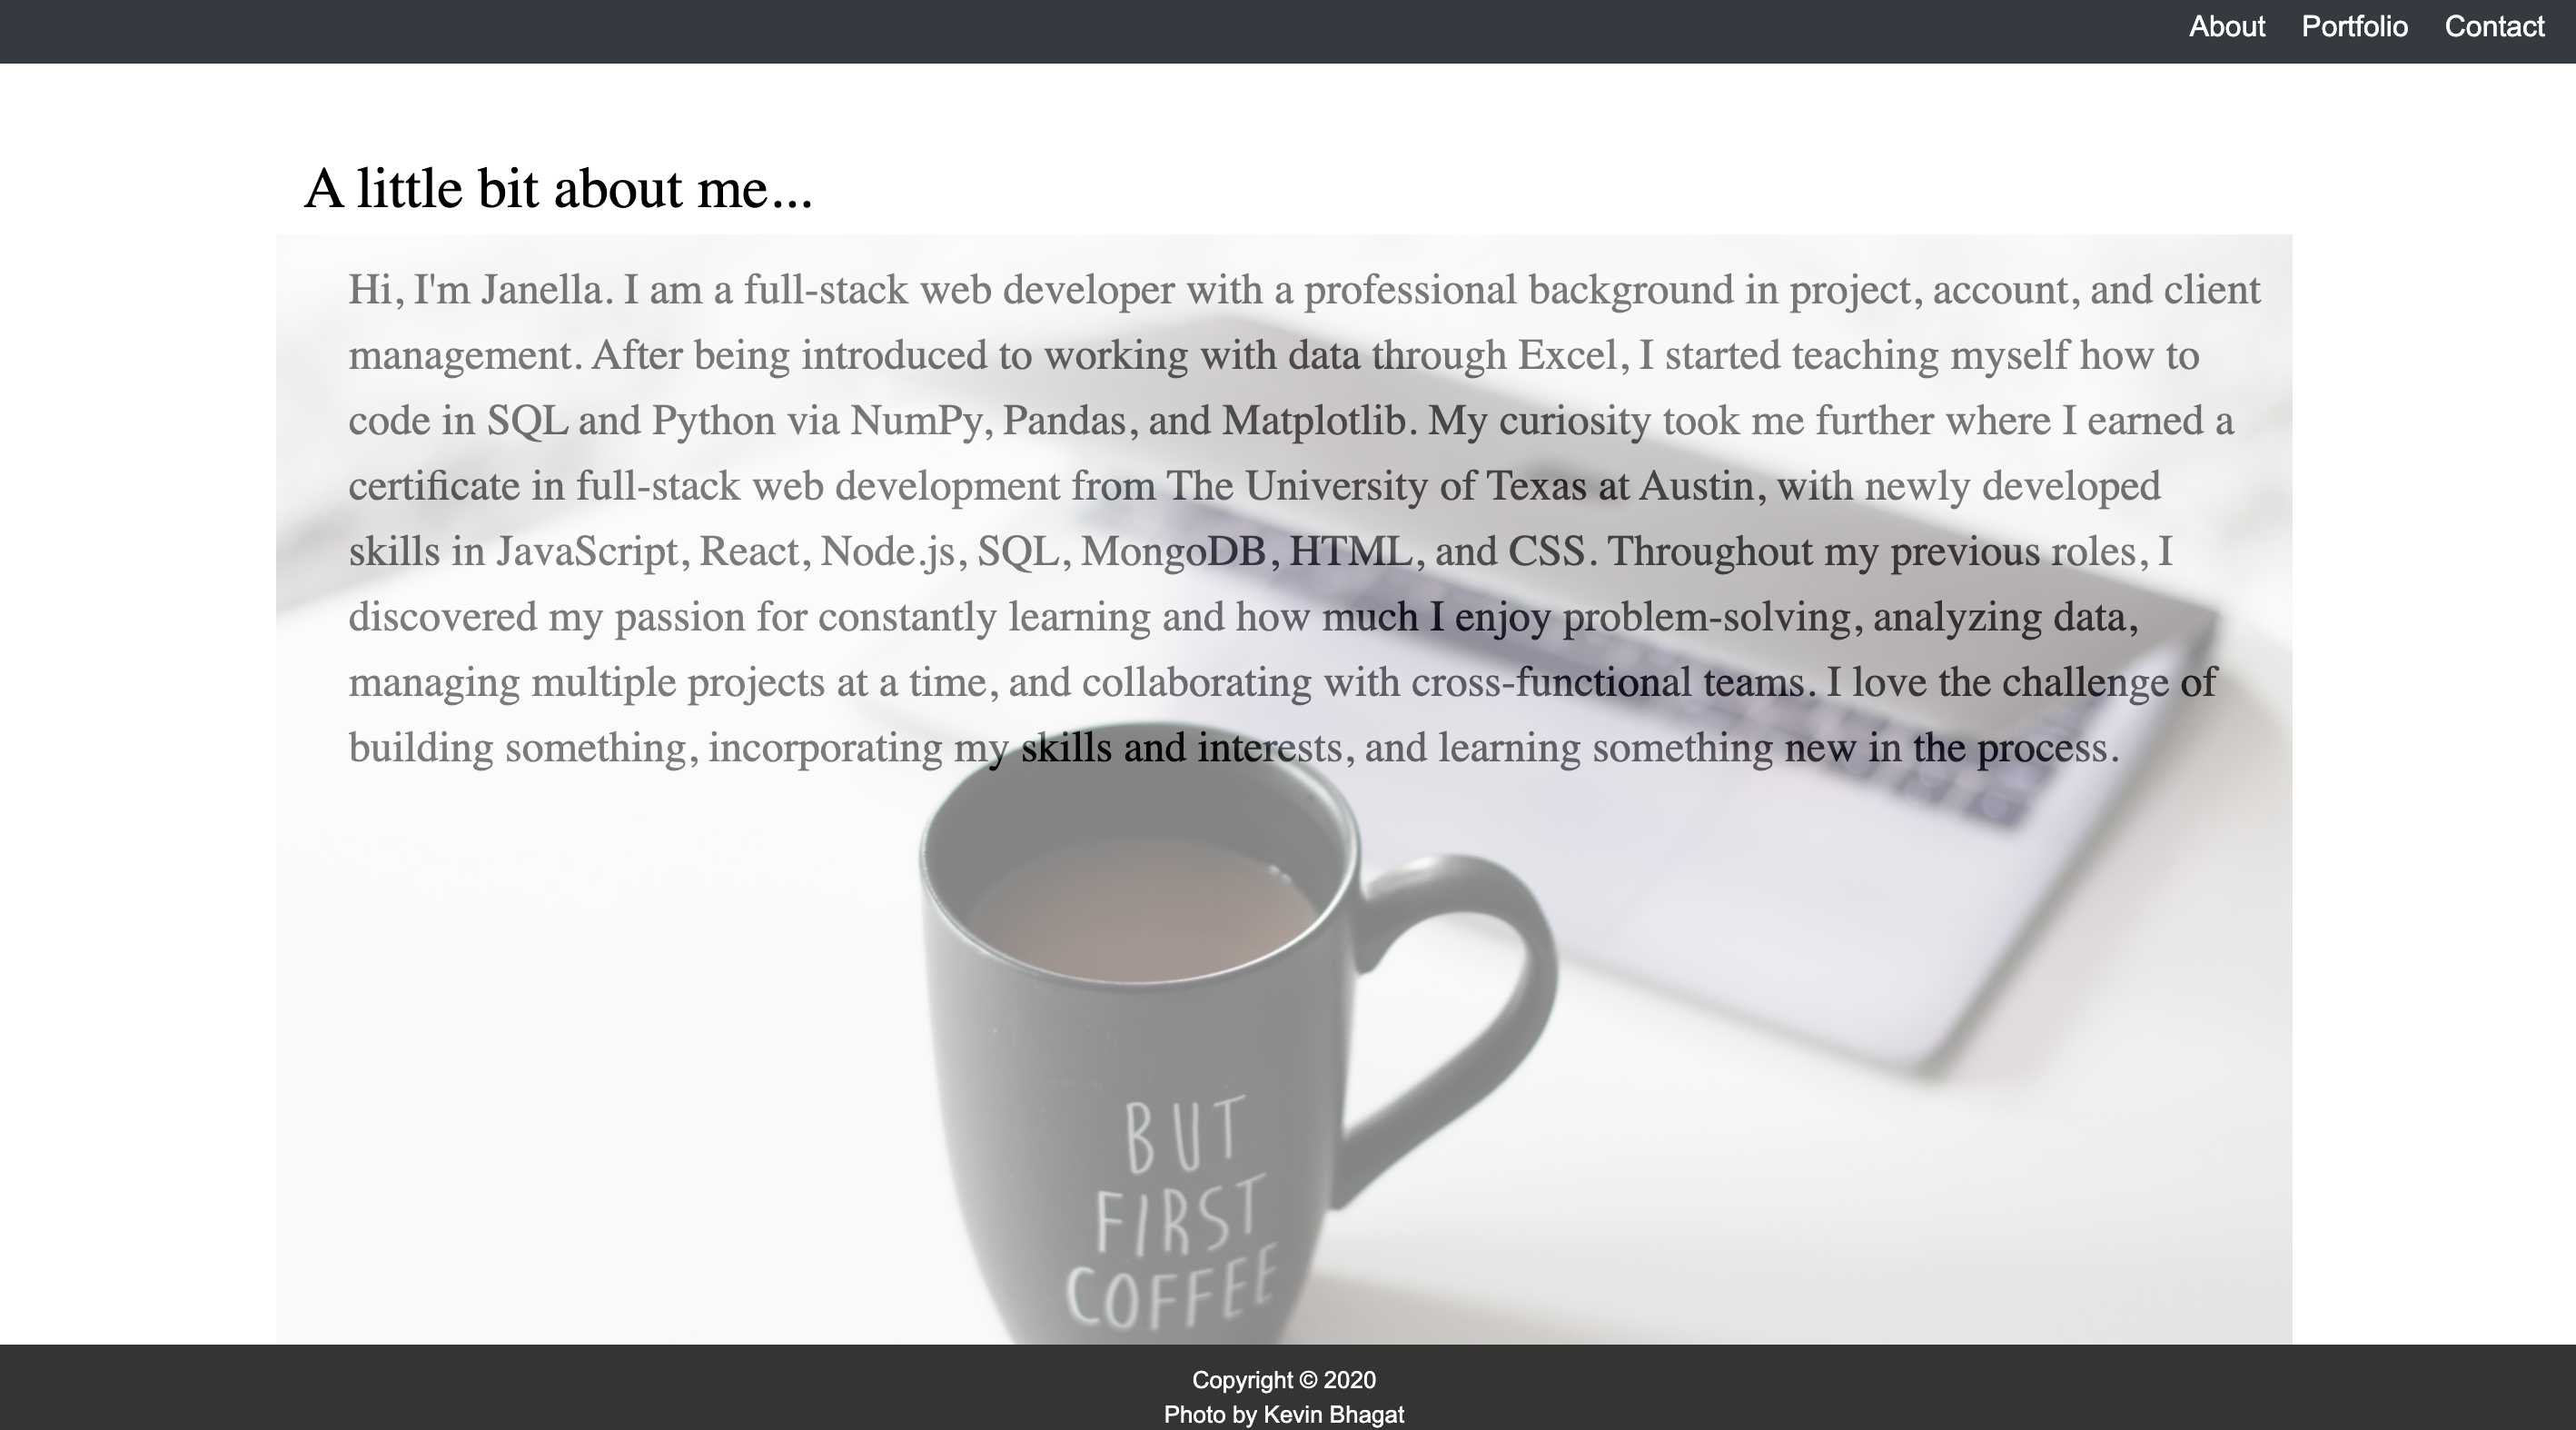 About Portfolio Contact
A little bit about me...
Hi, I'm Janella. I am a full-stack web developer with a professional background in project, account, and client
management. After being introduced to working with data through Excel, I started teaching myself how to
code in SQL and Python via NumPy, Pandas, and Matplotlib. My curiosity took me further where I earned a
certificate in full-stack web development from The University of Texas at Austin, with newly developed
skills in JavaScript, React, Node.js, SQL, MongoDB, HTML, and CSS. Throughout my previous roles, I
discovered my passion for constantly learning and how much I enjoy problem-solving, analyzing data,
managing multiple projects at a time, and collaborating with cross-functional teams. I love the challenge of
building something, incorporating my skills and interests, and learning something new in the process.
BUT
FIRST
COFFEE
Copyright © 2020
Photo by Kevin Bhagat